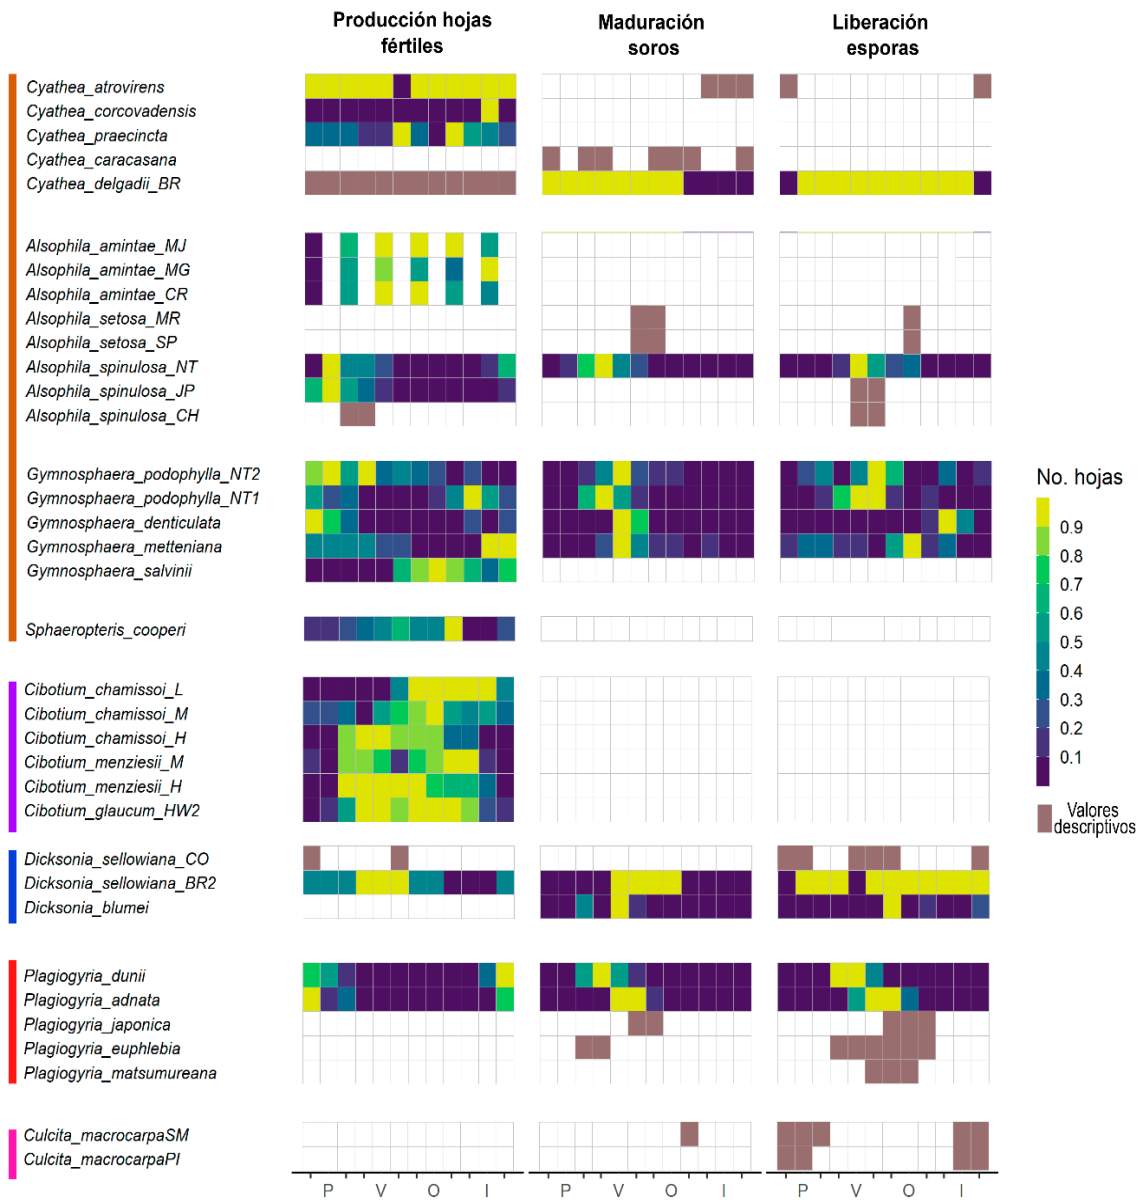 Producción hojas
fértiles
Maduración
soros
Liberación
esporas
Cyathea_atrovirens
Cyathea_corcovadensis
Cyathea_praecincta
Cyathea_caracasana
Cyathea_delgadii_BR
Alsophila_amintae_MJ
Alsophila_amintae_MG
Alsophila_amintae_CR
Alsophila_setosa_MR
Alsophila_setosa_SP
Alsophila_spinulosa_NT
Alsophila_spinulosa_JP
Alsophila_spinulosa_CH
Gymnosphaera_podophylla_NT2
Gymnosphaera_podophylla_NT1
Gymnosphaera_denticulata
Gymnosphaera_metteniana
Gymnosphaera_salvinii
Sphaeropteris_cooperi
Cibotium_chamissoi_L
Cibotium_chamissoi_M
Cibotium_chamissoi_H
Cibotium_menziesii_M
Cibotium_menziesii_H
Cibotium_glaucum_HW2
Dicksonia_sellowiana_CO
Dicksonia_sellowiana_BR2
Dicksonia_blumei
Plagiogyria_dunii
Plagiogyria_adnata
Plagiogyria_japonica
Plagiogyria_euphlebia
Plagiogyria_matsumureana
Culcita_macrocarpaSM
Culcita_macrocarpaPI
P V O I
P V O I
P V O I
No. hojas
0.9
0.8
0.7
0.6
0.5
0.4
0.3
0.2
0.1
Valores
descriptivos